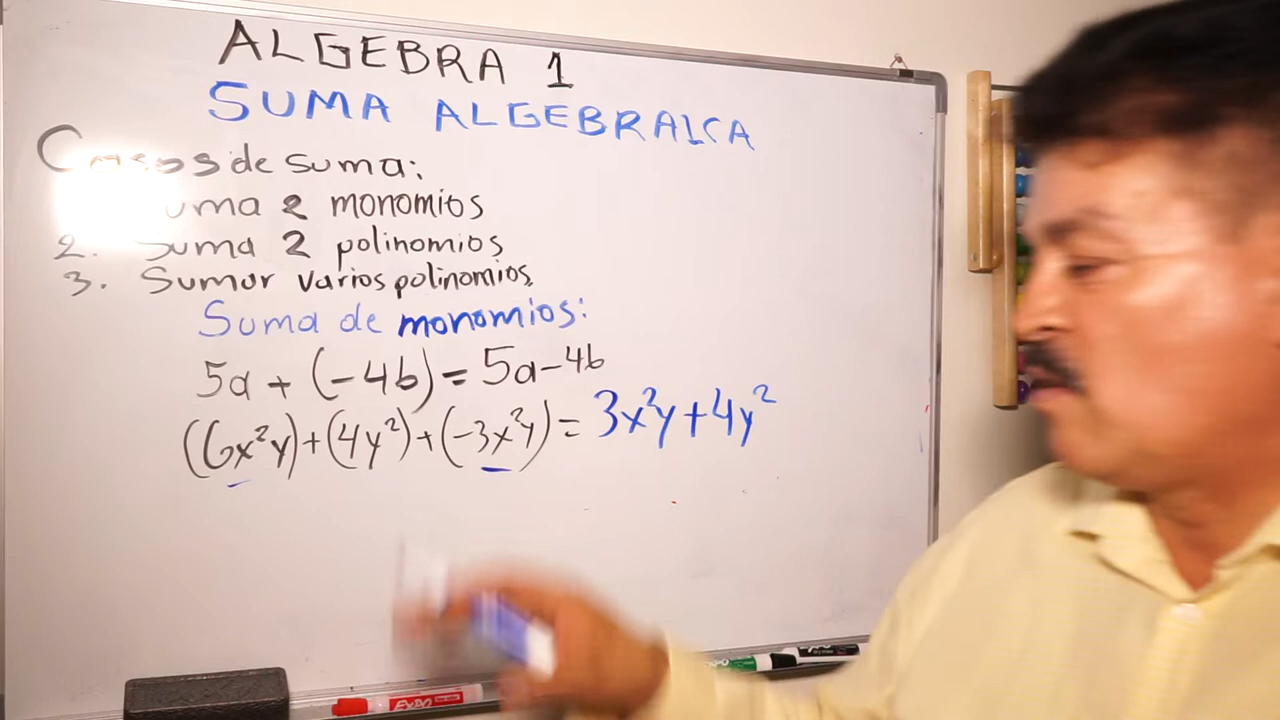 ALGEBRA 1
SUMA ALGEBRAICA
Casos de suma:
uma 2 monomios
2. Suma 2 polinomios
3. Sumar varios polinomios
Suma de monomios:
5a + (-4b) = 5a-4b
(6x²y)+(4y²)+(-3x²y) = 3x²y+4y²
EXPO